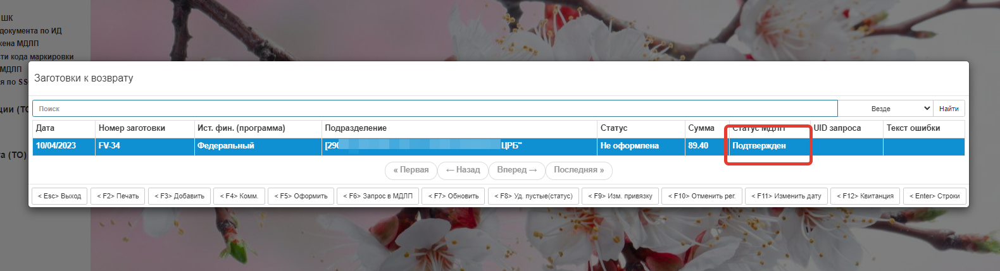 ШК
документа по ИД
кена МДЛП
сти кода маркировки
МДЛП
я по SS
Заготовки к возврату
Поиск Везде Найти
ции (ТО
Дата Номер заготовки Ист. фин. (программа) Подразделение Статус Сумма Статус МДЛП UID запроса Текст ошибки
10/04/2023 FV-34 Федеральный [290 ЦРБ" Не оформлена 89.40 Подтвержден
а (ТО)
« Первая ← Назад Вперед → Последняя »
< Esc> Выход < F2> Печать < F3> Добавить < F4> Комм. < F5> Оформить < F6> Запрос в МДЛП < F7> Обновить < F8> Уд. пустые(статус) < F9> Изм. привязку < F10> Отменить рег. < F11> Изменить дату < F12> Квитанция < Enter> Строки